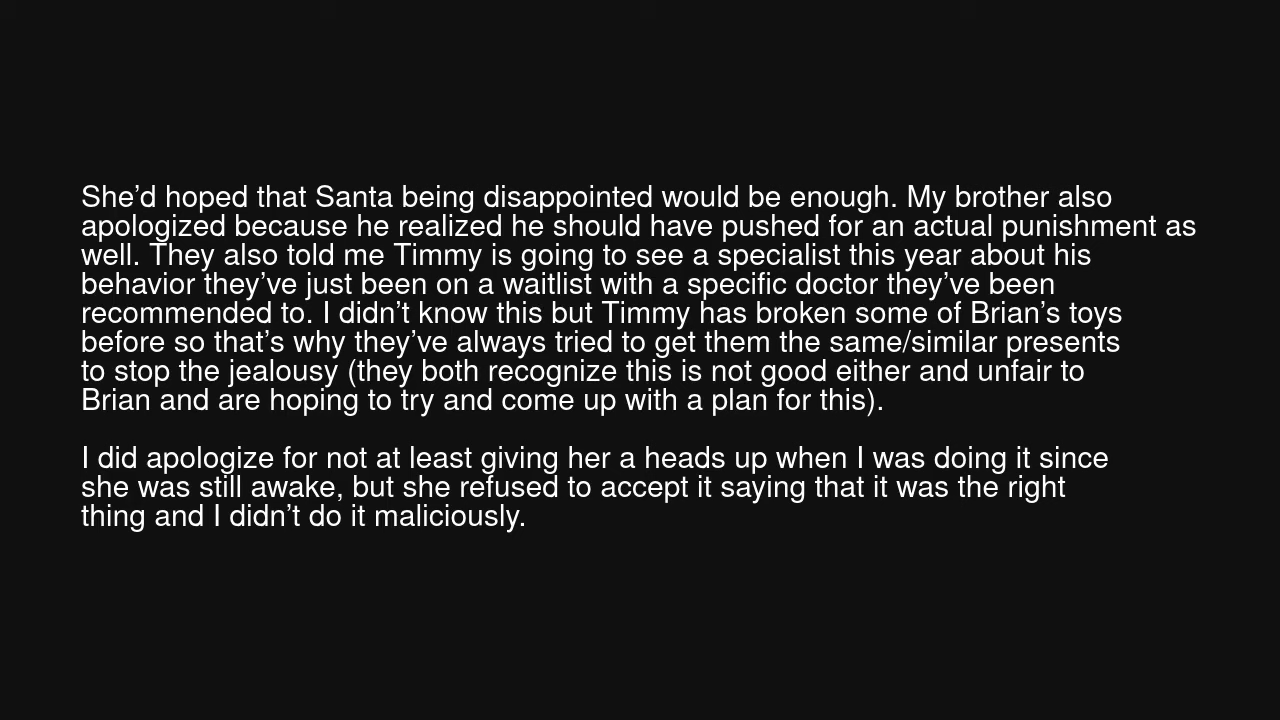 She’d hoped that Santa being disappointed would be enough. My brother also
apologized because he realized he should have pushed for an actual punishment as
well. They also told me Timmy is going to see a specialist this year about his
behavior they’ve just been on a waitlist with a specific doctor they’ve been
recommended to. I didn’t know this but Timmy has broken some of Brian’s toys
before so that’s why they’ve always tried to get them the same/similar presents
to stop the jealousy (they both recognize this is not good either and unfair to
Brian and are hoping to try and come up with a plan for this).
I did apologize for not at least giving her a heads up when I was doing it since
she was still awake, but she refused to accept it saying that it was the right
thing and I didn’t do it maliciously.